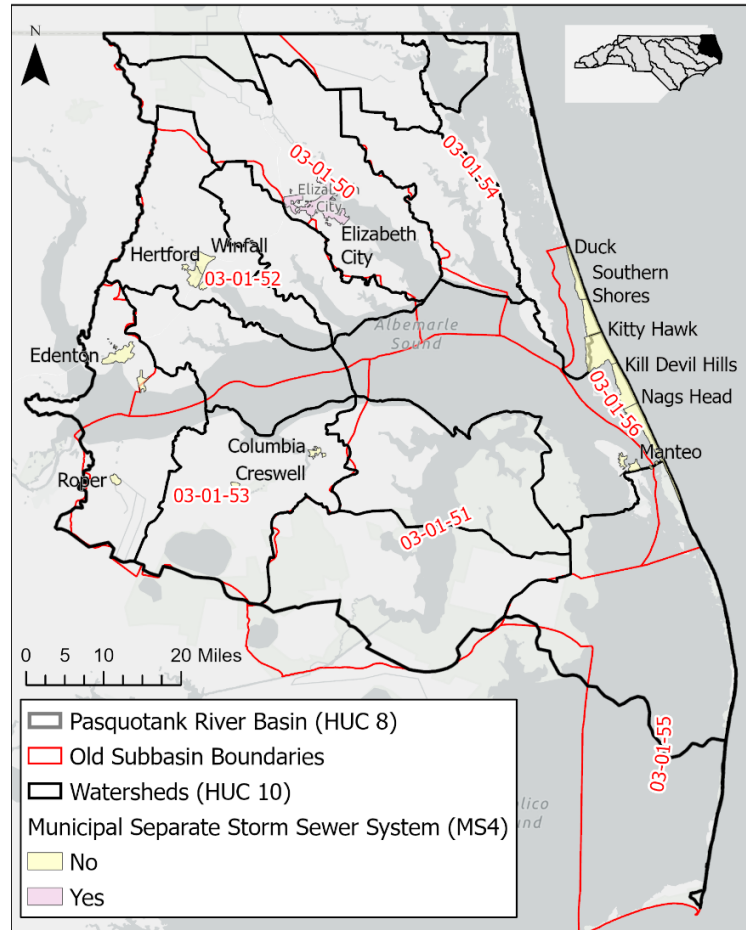 N
03-01-50
03-01-54
Elizabeth
City
Elizabeth
City
Duck
Hertford
Winfall
Southern
Shores
03-01-52
Kitty Hawk
Albemarle
Sound
Edenton
Kill Devil Hills
Nags Head
03-01-56
Columbia
Manteo
Creswell
Roper
03-01-53
03-01-51
0 5 10 20 Miles
03-01-55
Pasquotank River Basin (HUC 8)
Old Subbasin Boundaries
Watersheds (HUC 10)
Municipal Separate Storm Sewer System (MS4)
No
Yes